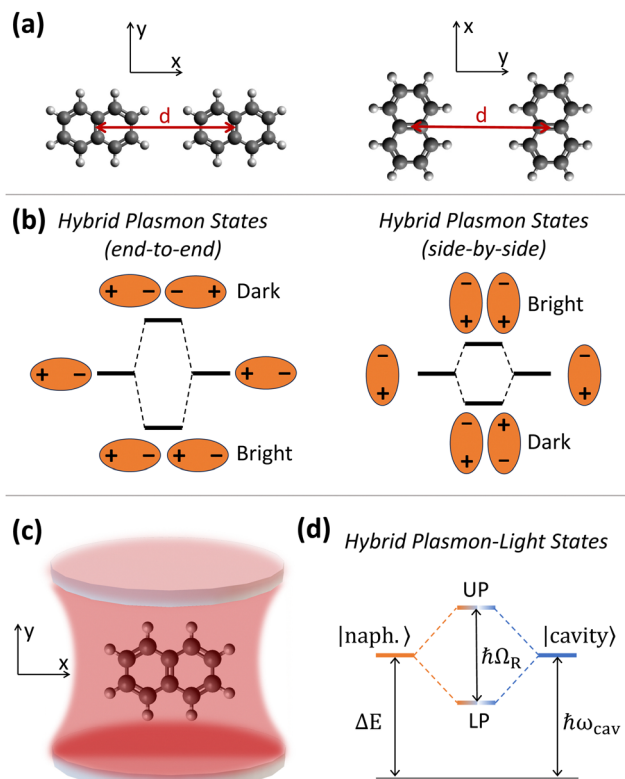 (a)
y
x
d
x
y
d
(b)
Hybrid Plasmon States
(end-to-end)
Hybrid Plasmon States
(side-by-side)
+ − − + Dark
− −
+ +
Bright
+ −
+ −
−
+
−
+
+ − + − Bright
− +
+ −
Dark
(c)
y
x
(d)
Hybrid Plasmon-Light States
UP
|naph.⟩
|cavity⟩
ħΩR
LP
ΔE
ħωcav